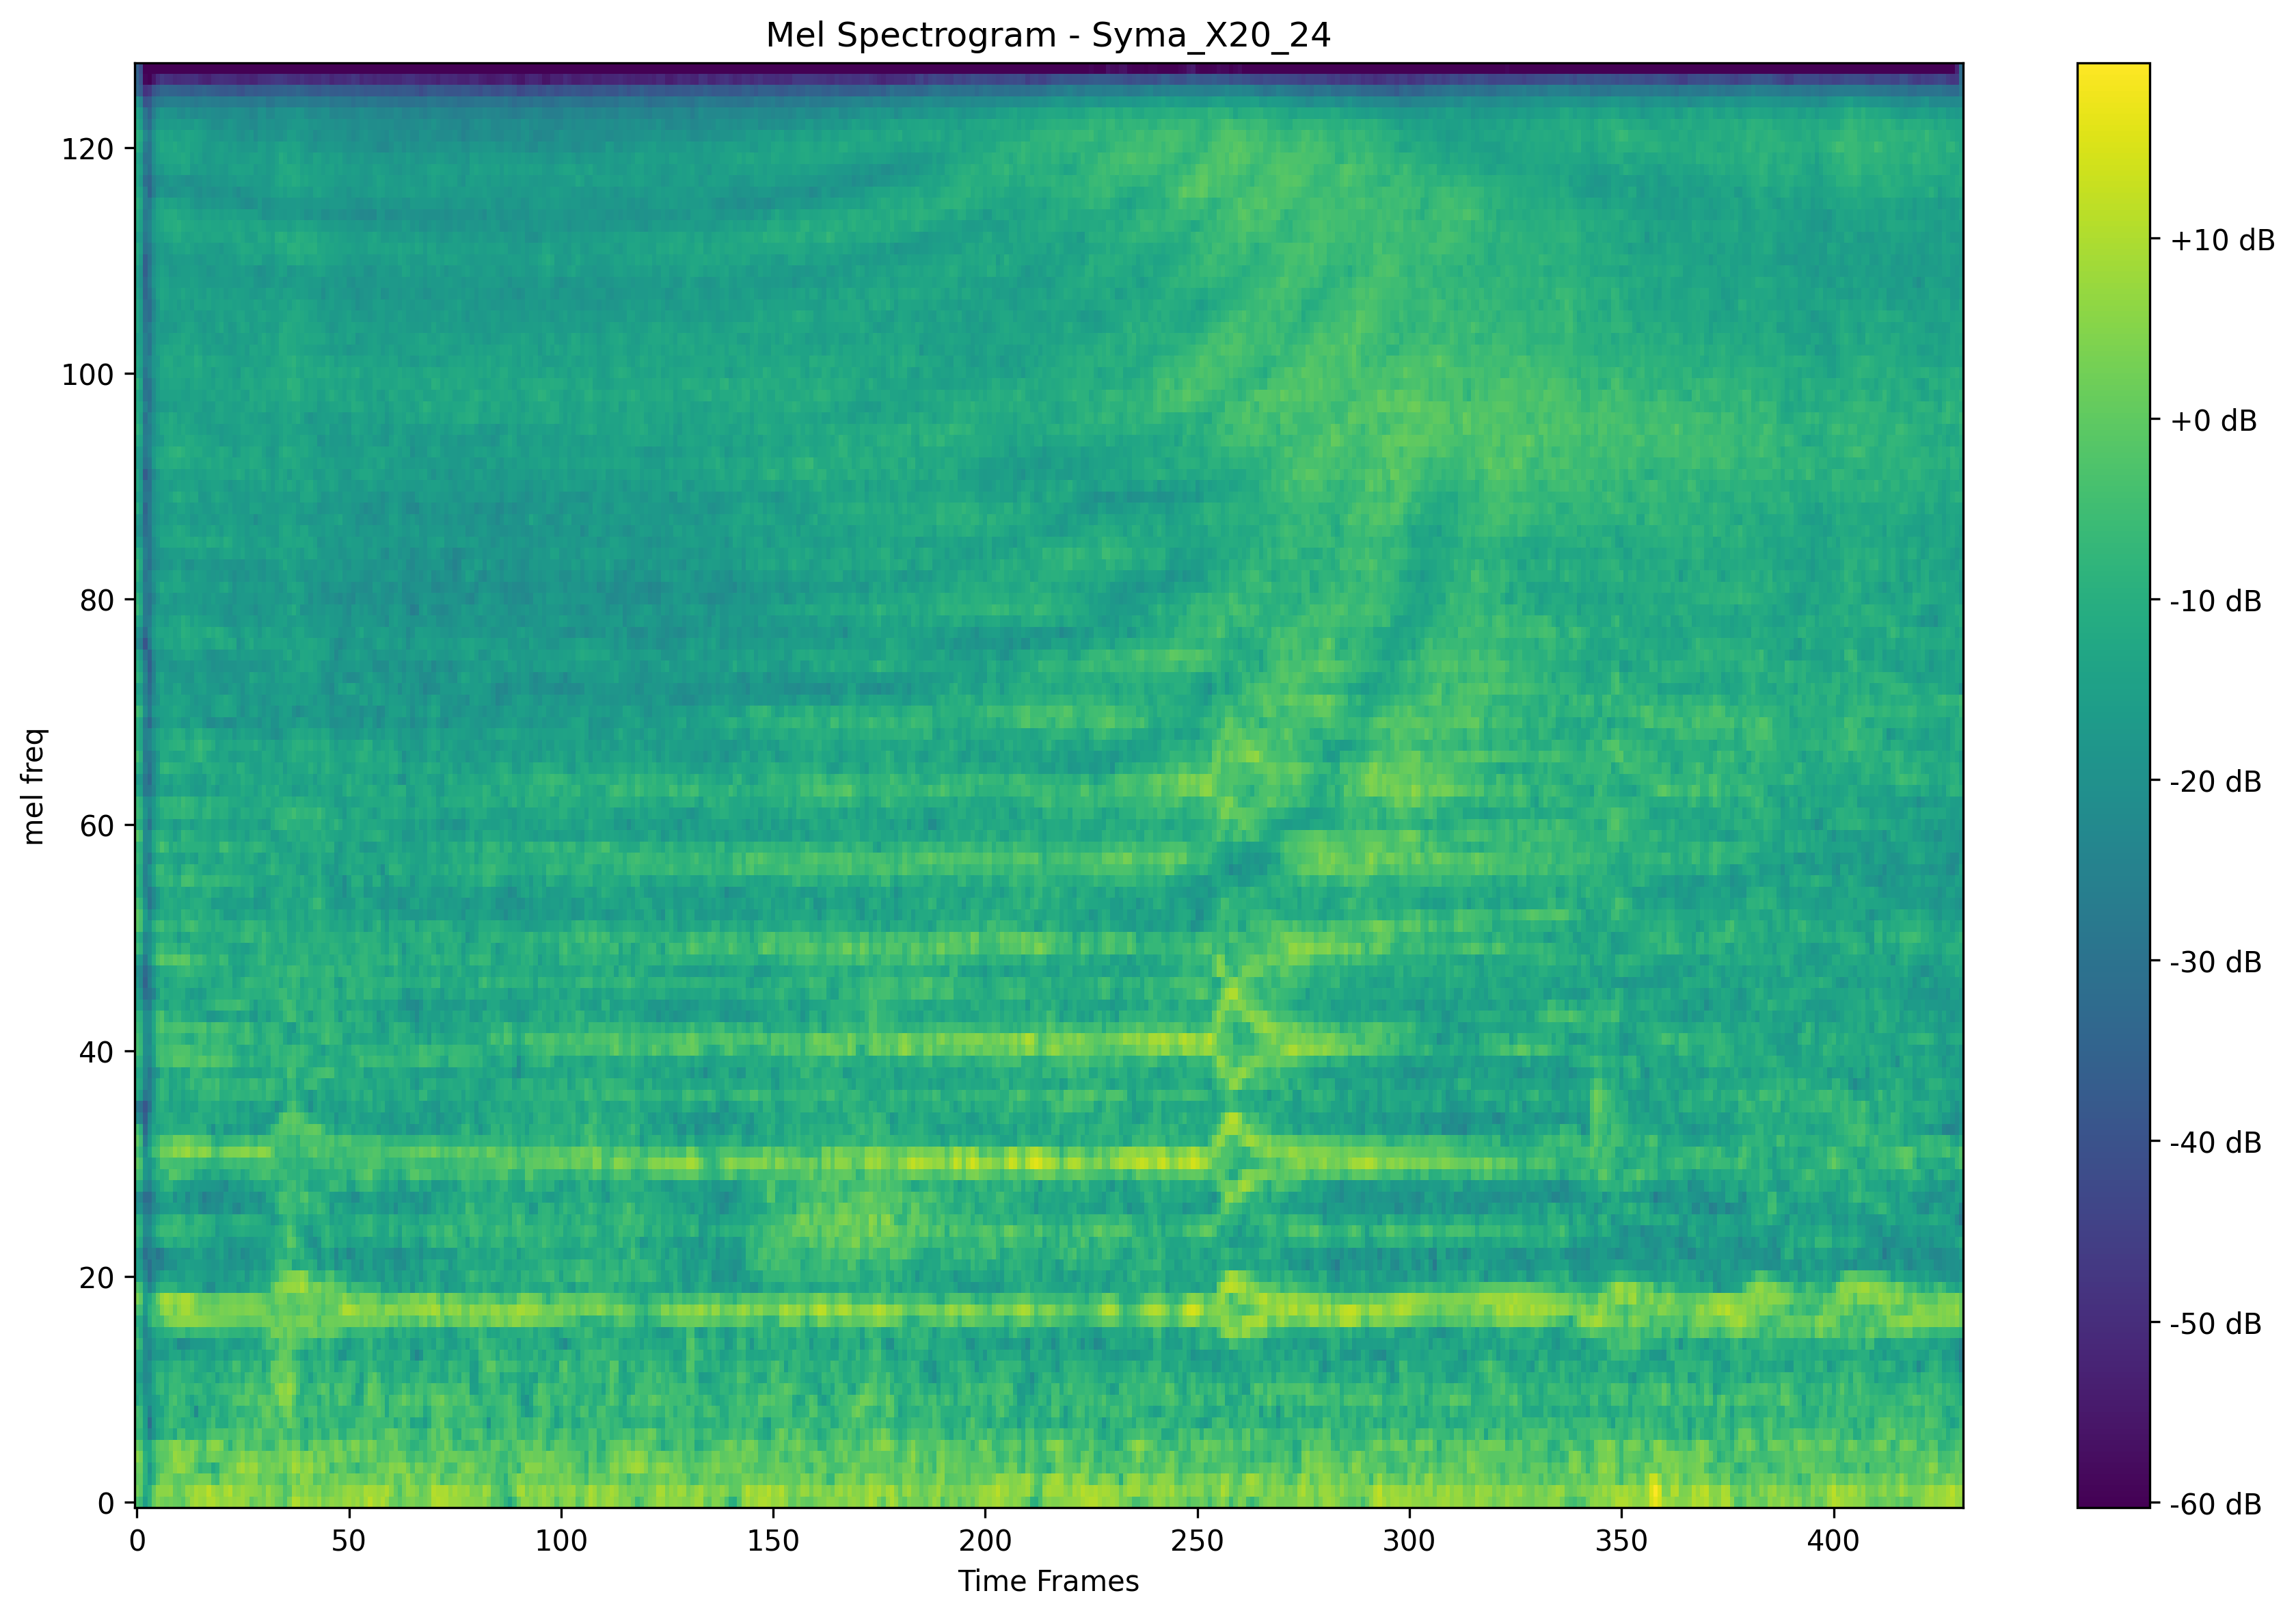 Mel Spectrogram - Syma_X20_24
mel freq
120
100
80
60
40
20
0
0 50 100 150 200 250 300 350 400
Time Frames
+10 dB
+0 dB
-10 dB
-20 dB
-30 dB
-40 dB
-50 dB
-60 dB